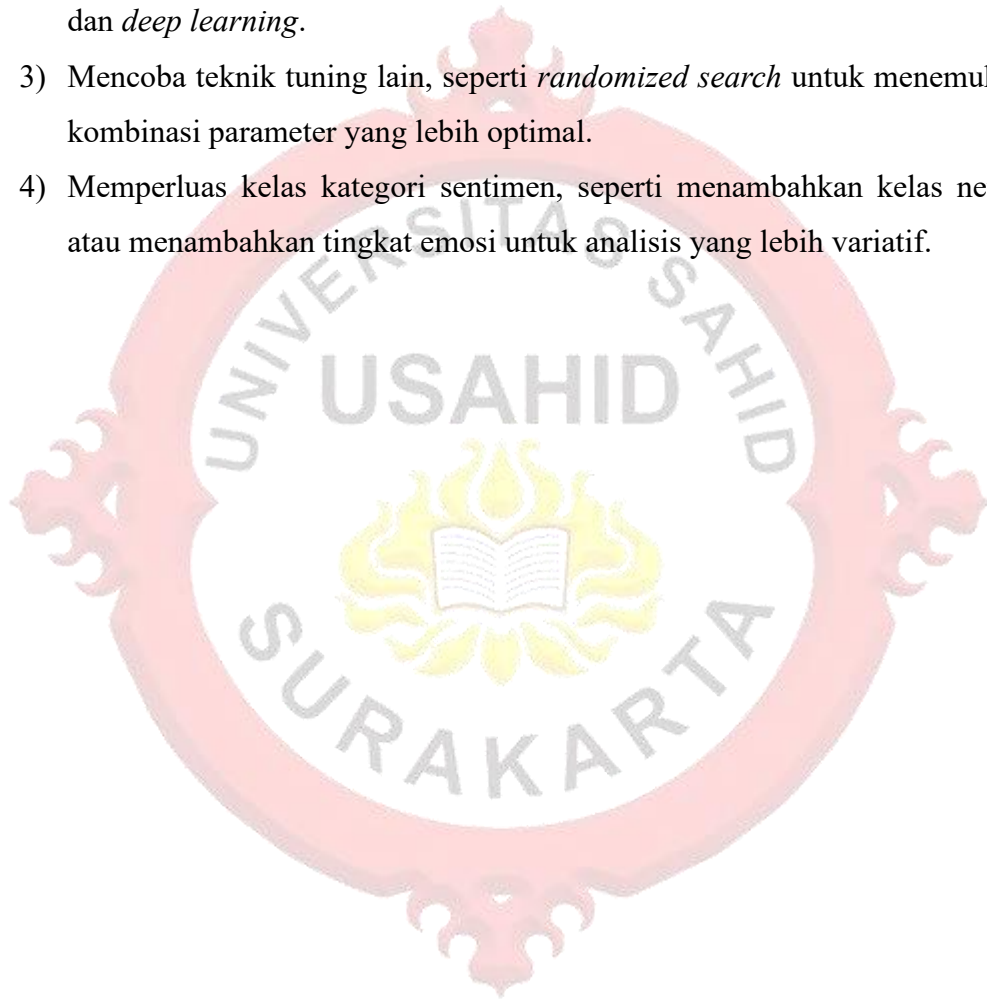 dan deep learning.
3) Mencoba teknik tuning lain, seperti randomized search untuk menemul
kombinasi parameter yang lebih optimal.
4) Memperluas kelas kategori sentimen, seperti menambahkan kelas ne
atau menambahkan tingkat emosi untuk analisis yang lebih variatif.
UNIVERSITAS SAHID
USAHID
SURAKARTA